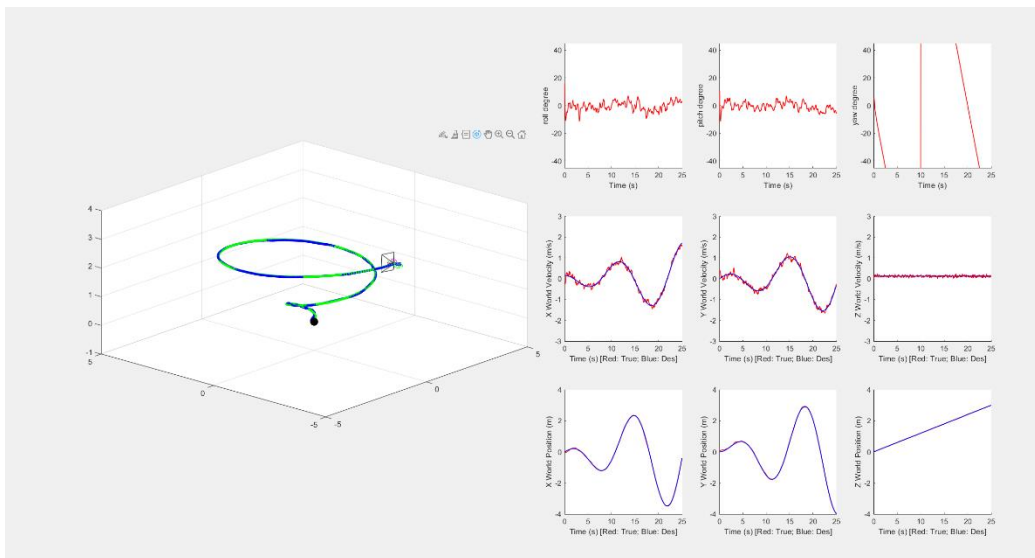 4
3
2
1
0
-1
5
0
-5
-5
0
5
roll degree
40
20
0
-20
-40
0 5 10 15 20 25
Time (s)
pitch degree
40
20
0
-20
-40
0 5 10 15 20 25
Time (s)
yaw degree
40
20
0
-20
-40
0 5 10 15 20 25
Time (s)
X World Velocity (m/s)
3
2
1
0
-1
-2
-3
0 5 10 15 20 25
Time (s) [Red: True; Blue: Des]
Y World Velocity (m/s)
3
2
1
0
-1
-2
-3
0 5 10 15 20 25
Time (s) [Red: True; Blue: Des]
Z World Velocity (m/s)
3
2
1
0
-1
-2
-3
0 5 10 15 20 25
Time (s) [Red: True; Blue: Des]
X World Position (m)
4
2
0
-2
-4
0 5 10 15 20 25
Time (s) [Red: True; Blue: Des]
Y World Position (m)
4
2
0
-2
-4
0 5 10 15 20 25
Time (s) [Red: True; Blue: Des]
Z World Position (m)
4
2
0
-2
-4
0 5 10 15 20 25
Time (s) [Red: True; Blue: Des]